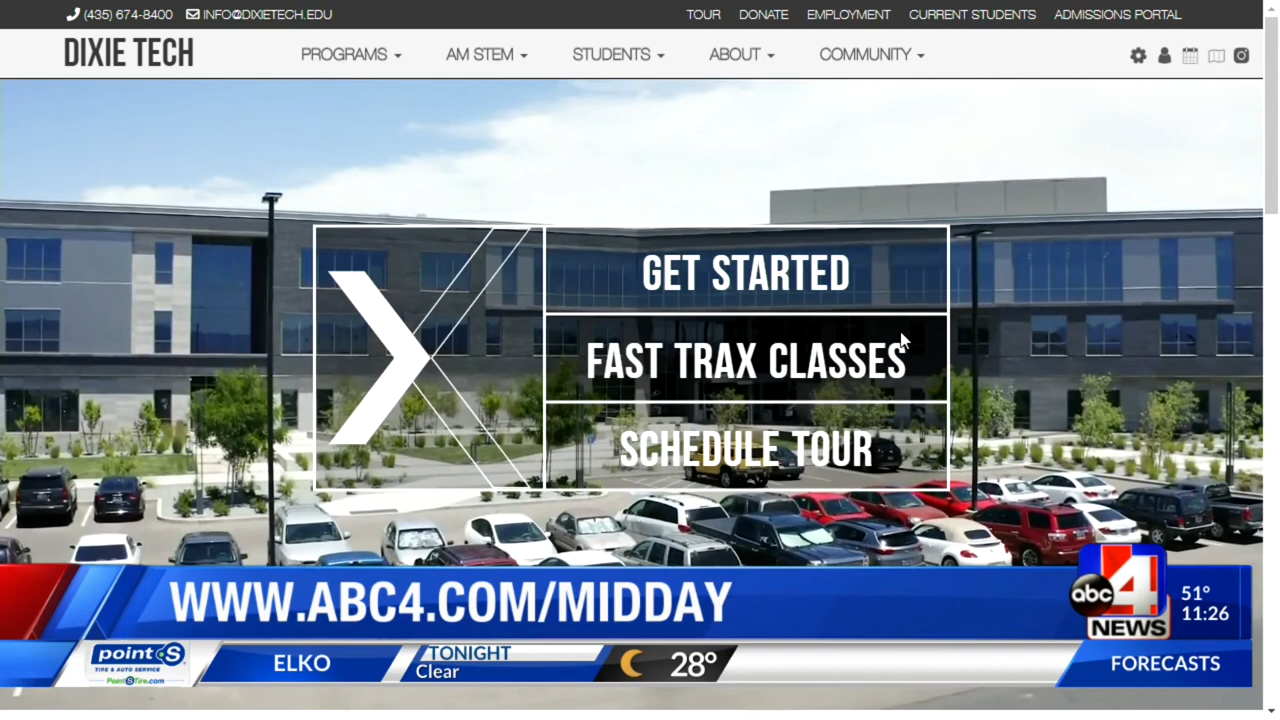 (435) 674-8400 INFO@DIXIETECH.EDU TOUR DONATE EMPLOYMENT CURRENT STUDENTS ADMISSIONS PORTAL
DIXIE TECH PROGRAMS AM STEM STUDENTS ABOUT COMMUNITY
GET STARTED
FAST TRAX CLASSES
SCHEDULE TOUR
WWW.ABC4.COM/MIDDAY
abc 4 NEWS
51°
11:26
point S
TIRE & AUTO SERVICE
PointSTire.com
ELKO
TONIGHT
Clear
28°
FORECASTS